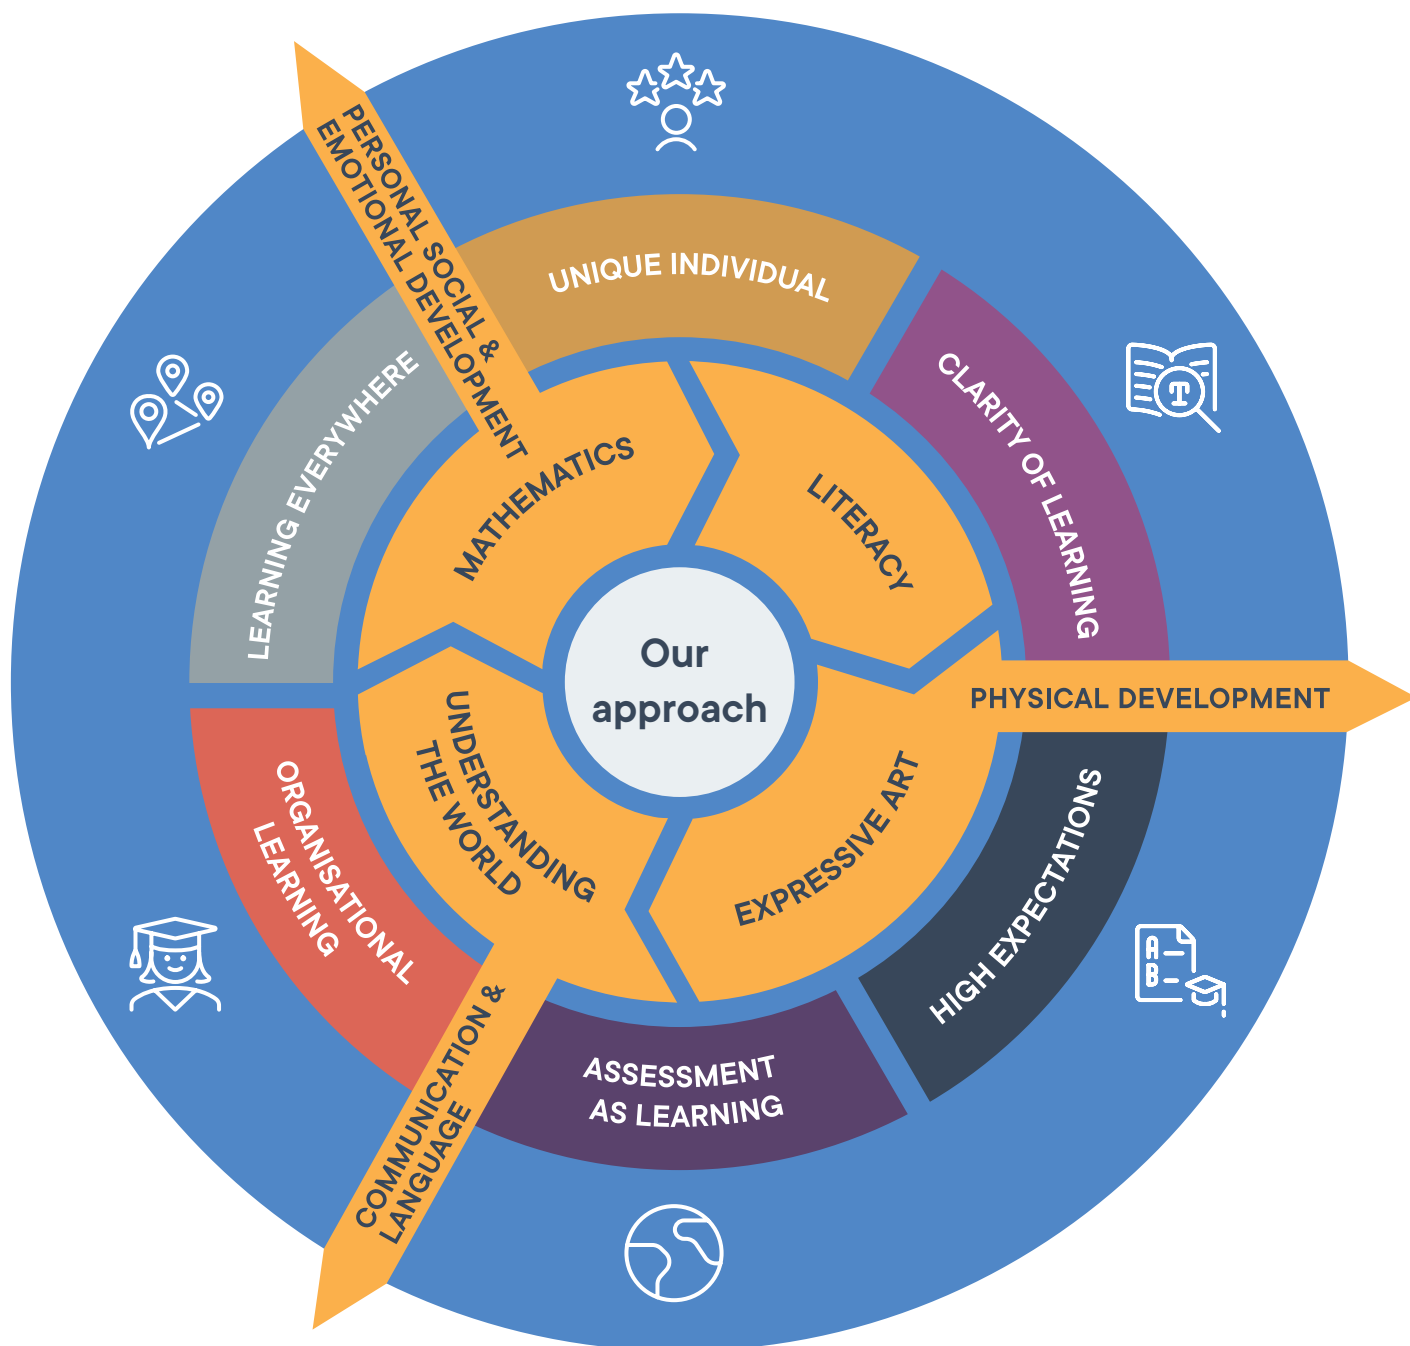 PERSONAL SOCIAL &
EMOTIONAL DEVELOPMENT
UNIQUE INDIVIDUAL
CLARITY OF LEARNING
T
LEARNING EVERYWHERE
MATHEMATICS
LITERACY
Our
approach
PHYSICAL DEVELOPMENT
UNDERSTANDING
THE WORLD
EXPRESSIVE ART
ORGANISATIONAL
LEARNING
HIGH EXPECTATIONS
A
B
COMMUNICATION &
LANGUAGE
ASSESSMENT
AS LEARNING